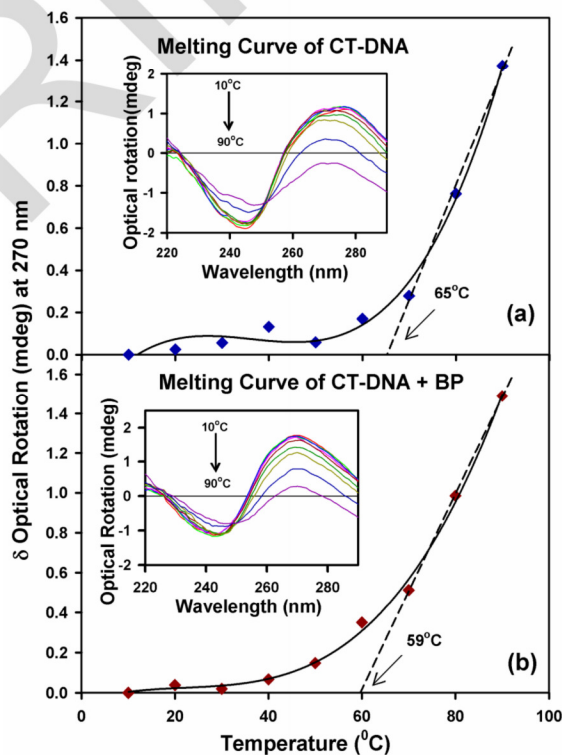 Melting Curve of CT-DNA
Optical rotation(mdeg)
2
1
0
-1
-2
10°C
90°C
220 240 260 280
Wavelength (nm)
1.6
1.4
1.2
1.0
0.8
0.6
0.4
0.2
0.0
65°C
(a)
δ Optical Rotation (mdeg) at 270 nm
Melting Curve of CT-DNA + BP
Optical Rotation (mdeg)
2
1
0
-1
-2
10°C
90°C
220 240 260 280
Wavelength (nm)
1.6
1.4
1.2
1.0
0.8
0.6
0.4
0.2
0.0
59°C
(b)
0 20 40 60 80 100
Temperature (⁰C)